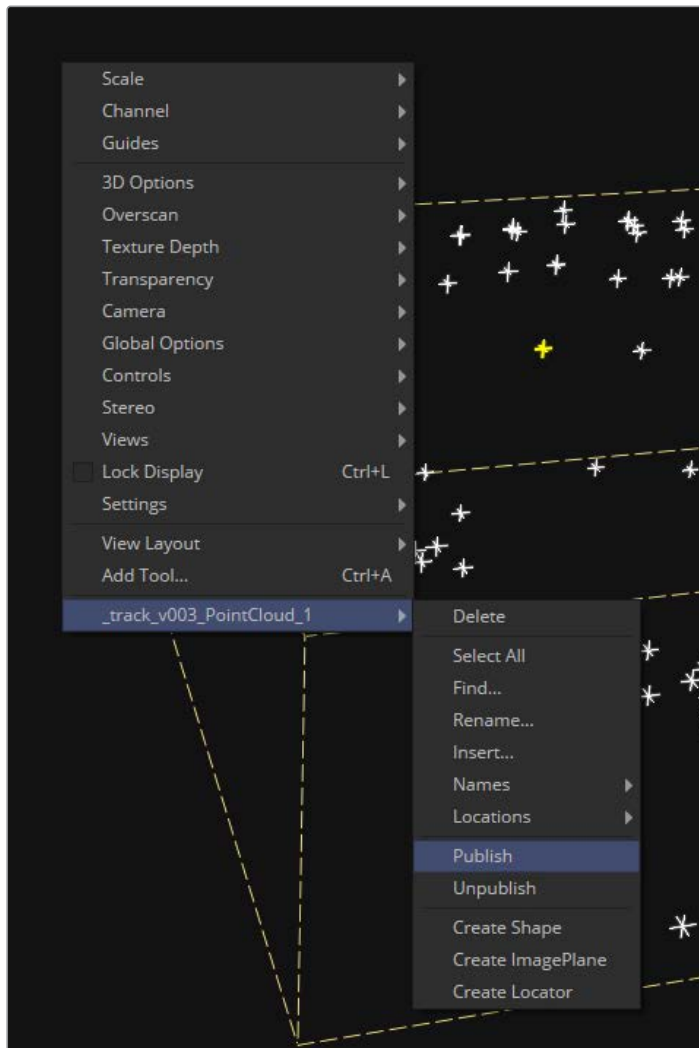 Scale
Channel
Guides
3D Options
Overscan
Texture Depth
Transparency
Camera
Global Options
Controls
Stereo
Views
Lock Display Ctrl+L
Settings
View Layout
Add Tool... Ctrl+A
_track_v003_PointCloud_1
Delete
Select All
Find...
Rename...
Insert...
Names
Locations
Publish
Unpublish
Create Shape
Create ImagePlane
Create Locator